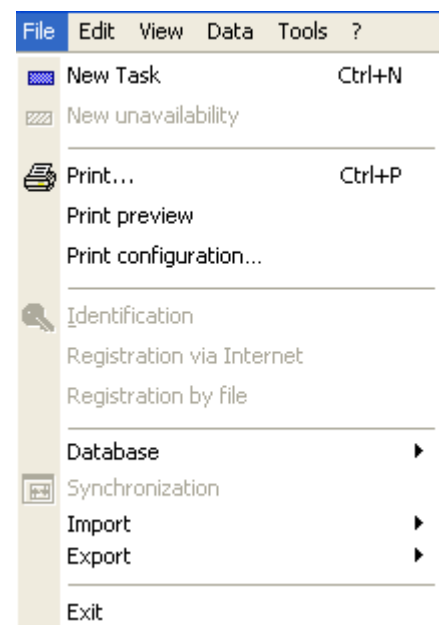 File Edit View Data Tools ?
New Task Ctrl+N
New unavailability
Print... Ctrl+P
Print preview
Print configuration...
Identification
Registration via Internet
Registration by file
Database
Synchronization
Import
Export
Exit